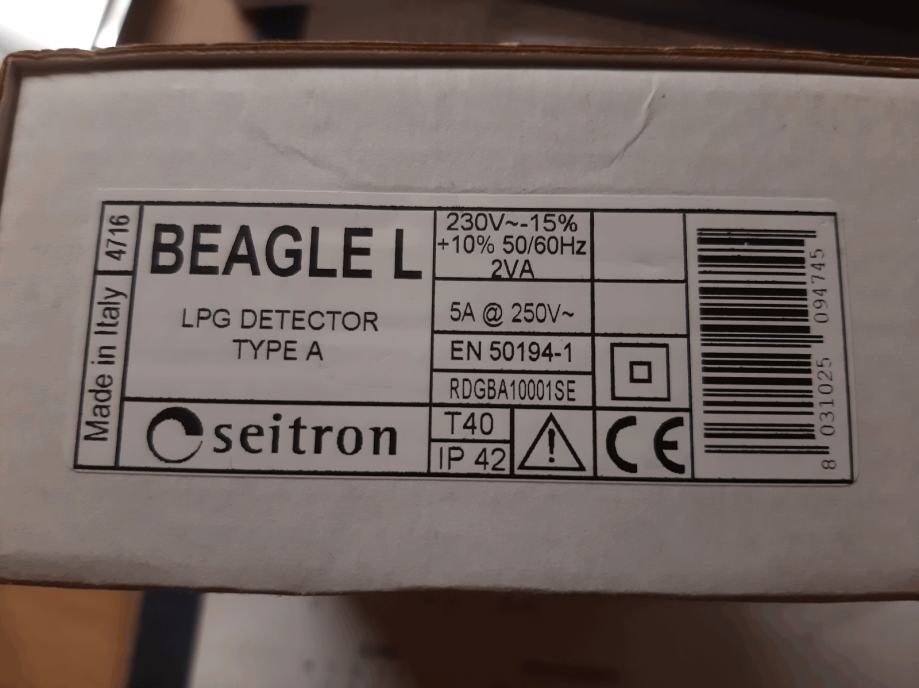 4716
Made in Italy
BEAGLE L
LPG DETECTOR
TYPE A
seitron
230V~-15%
+10% 50/60Hz
2VA
5A @ 250V~
EN 50194-1
RDGBA10001SE
T40
IP 42
CE
8 031025 094745